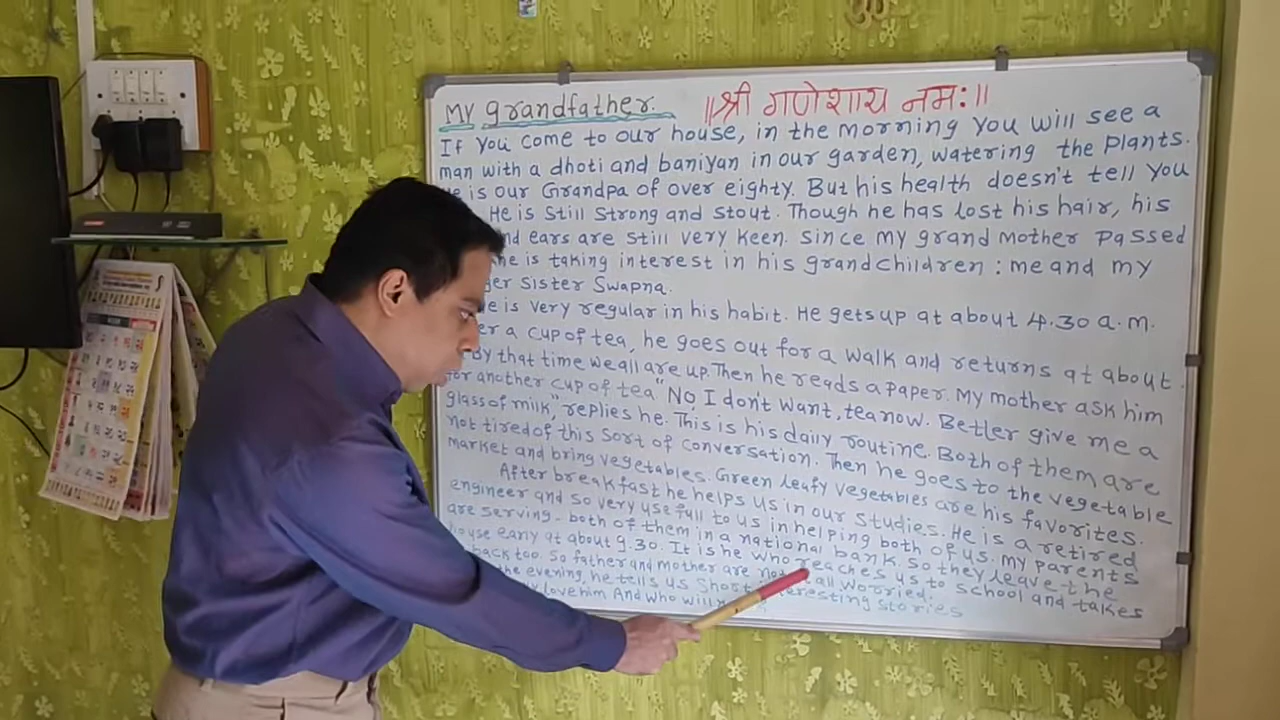 My grandfather. ॥श्री गणेशाय नमः॥
If you come to our house, in the morning you will see a
man with a dhoti and baniyan in our garden, watering the plants.
is our Grandpa of over eighty. But his health doesn't tell you
He is still strong and stout. Though he has lost his hair, his
ears are still very keen. since my grand mother passed
is taking interest in his grandchildren : me and my
sister Swapna.
is very regular in his habit. He gets up at about 4.30 a.m.
a cup of tea, he goes out for a walk and returns at about
By that time we all are up. Then he reads a paper. My mother ask him
for another cup of tea "No, I don't want, tea now. Better give me a
glass of milk", replies he. This is his daily routine. Both of them are
not tired of this sort of conversation. Then he goes to the vegetable
market and bring vegetables. Green leafy vegetables are his favorites.
After breakfast he helps us in our studies. He is a retired
engineer and so very use full to us in helping both of us. my parents
are serving. both of them in a national bank. so they leave the
house early at about 9.30. It is he who reaches us to school and takes
back too. So father and mother are all worried.
the evening, he tells us short stories
love him And who will